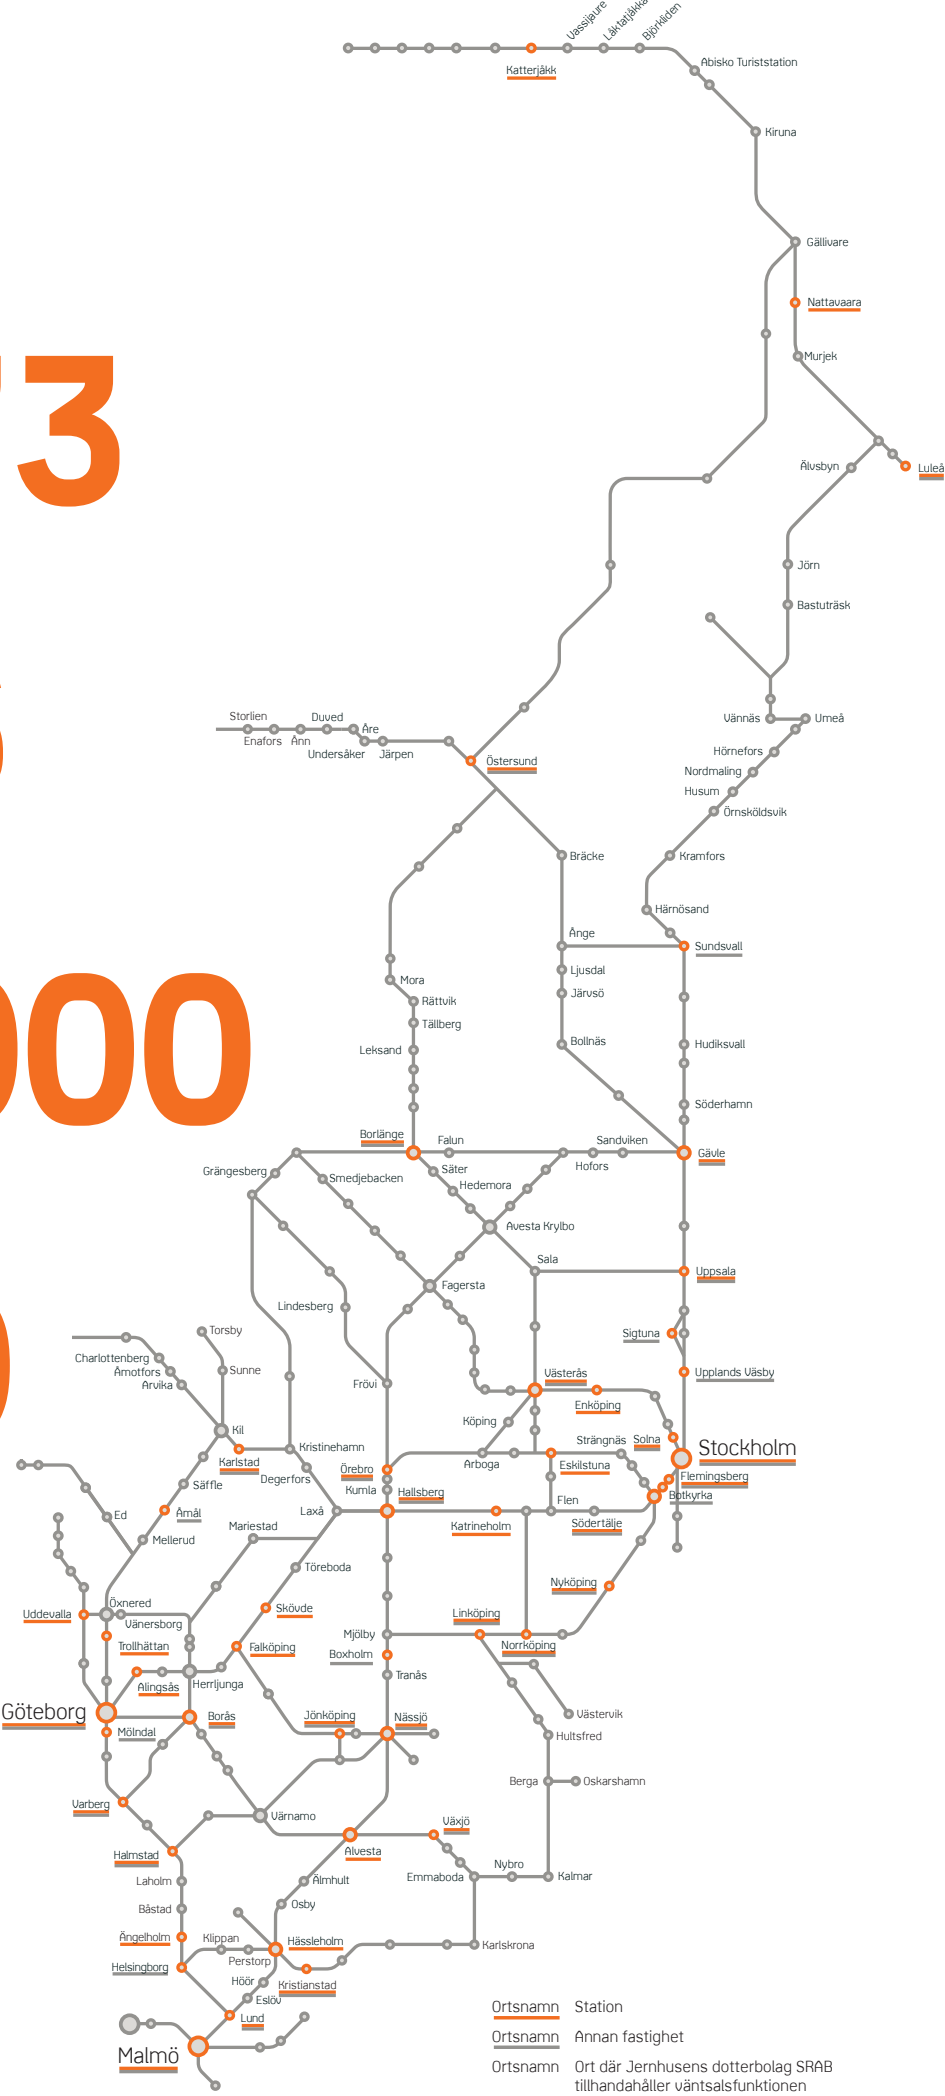 Vassijaure
Låktatjåkka
Björkliden
Katterjåkk
Abisko Turiststation
Kiruna
Gällivare
Nattavaara
Murjek
3
Älvsbyn
Luleå
Jörn
Bastuträsk
Storlien
Duved
Åre
Enafors
Ånn
Undersåker
Järpen
Östersund
Vännäs
Umeå
Hörnefors
Nordmaling
Husum
Örnsköldsvik
Bräcke
Kramfors
Härnösand
Ånge
Sundsvall
Ljusdal
Mora
Järvsö
Rättvik
Tällberg
000
Leksand
Bollnäs
Hudiksvall
Söderhamn
Borlänge
Falun
Sandviken
Gävle
Grängesberg
Smedjebacken
Säter
Hofors
Hedemora
Avesta Krylbo
Sala
Uppsala
Fagersta
Lindesberg
Torsby
Sigtuna
Charlottenberg
Åmotfors
Arvika
Sunne
Frövi
Västerås
Upplands Väsby
Enköping
Kil
Köping
Kristinehamn
Strängnäs
Solna
Stockholm
Karlstad
Degerfors
Örebro
Arboga
Eskilstuna
Flemingsberg
Säffle
Kumla
Hallsberg
Botkyrka
Ed
Åmål
Laxå
Flen
Mariestad
Katrineholm
Södertälje
Mellerud
Töreboda
Nyköping
Öxnered
Uddevalla
Vänersborg
Skövde
Linköping
Trollhättan
Falköping
Mjölby
Norrköping
Boxholm
Alingsås
Herrljunga
Tranås
Göteborg
Borås
Jönköping
Nässjö
Västervik
Mölndal
Hultsfred
Berga
Oskarshamn
Varberg
Värnamo
Växjö
Halmstad
Alvesta
Laholm
Älmhult
Emmaboda
Nybro
Kalmar
Båstad
Osby
Ängelholm
Klippan
Hässleholm
Karlskrona
Helsingborg
Perstorp
Höör
Kristianstad
Eslöv
Lund
Malmö
Ortsnamn Station
Ortsnamn Annan fastighet
Ortsnamn Ort där Jernhusens dotterbolag SRAB
tillhandahåller väntsalsfunktionen